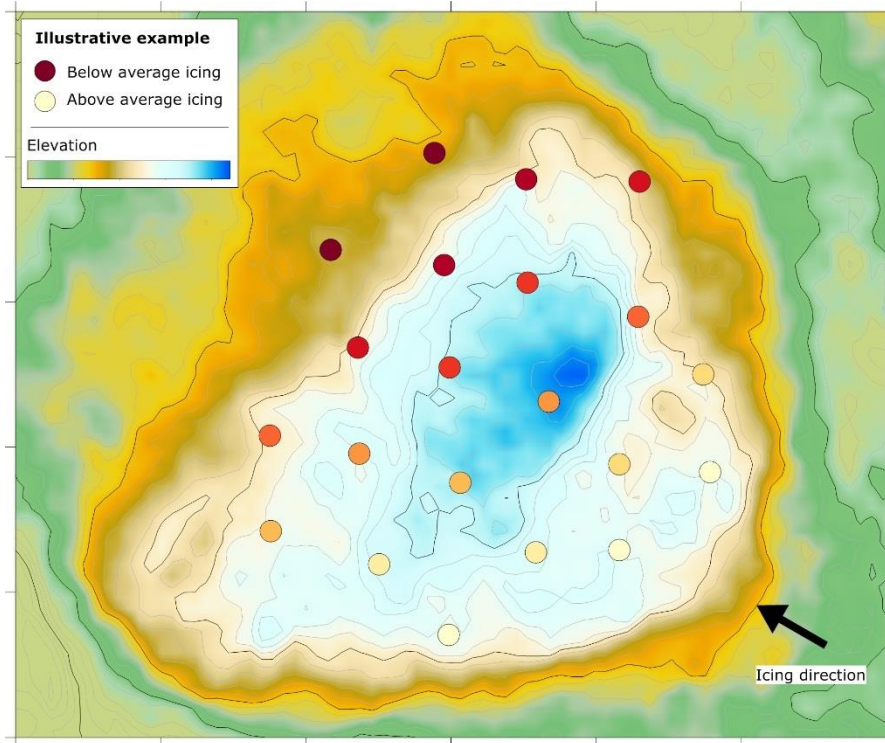 Illustrative example
Below average icing
Above average icing
Elevation
Icing direction